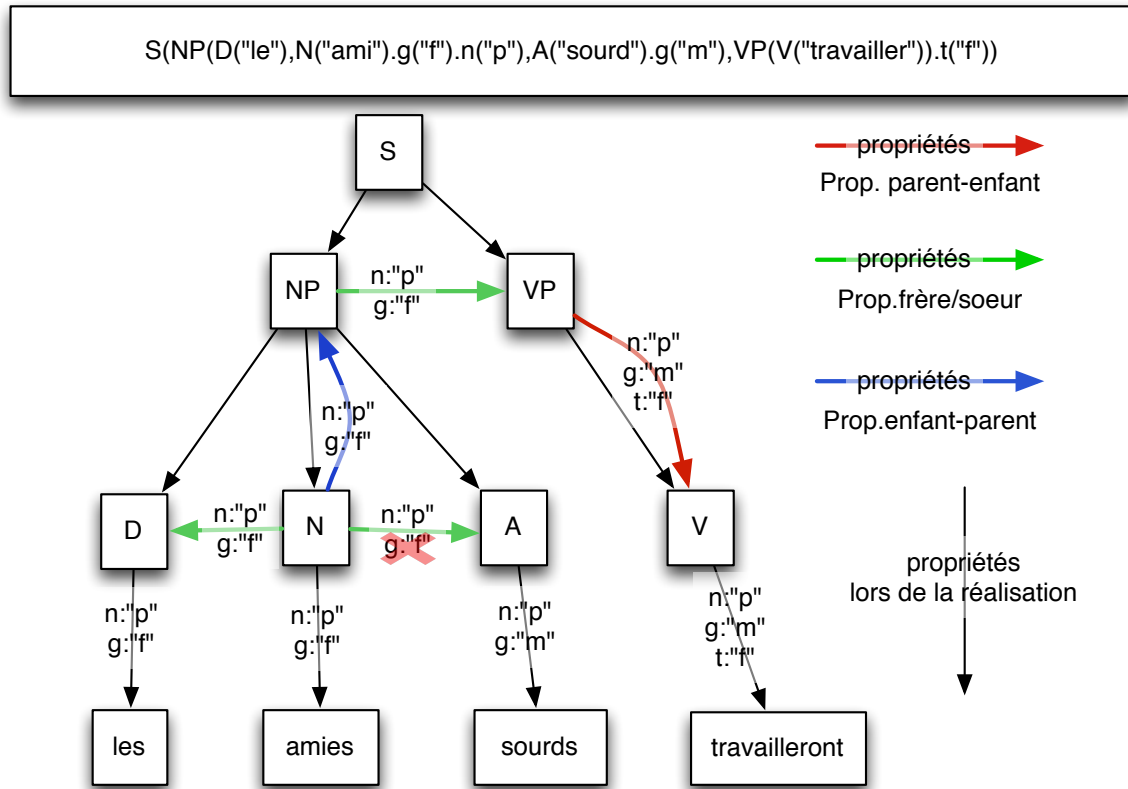 S(NP(D("le"),N("ami").g("f").n("p"),A("sourd").g("m"),VP(V("travailler")).t("f"))
S
propriétés
Prop. parent-enfant
NP
n:"p"
g:"f"
VP
propriétés
Prop.frère/soeur
n:"p"
g:"m"
t:"f"
propriétés
Prop.enfant-parent
n:"p"
g:"f"
D
n:"p"
g:"f"
N
n:"p"
g:"f"
A
V
propriétés
lors de la réalisation
n:"p"
g:"f"
n:"p"
g:"f"
n:"p"
g:"m"
n:"p"
g:"m"
t:"f"
les
amies
sourds
travailleront